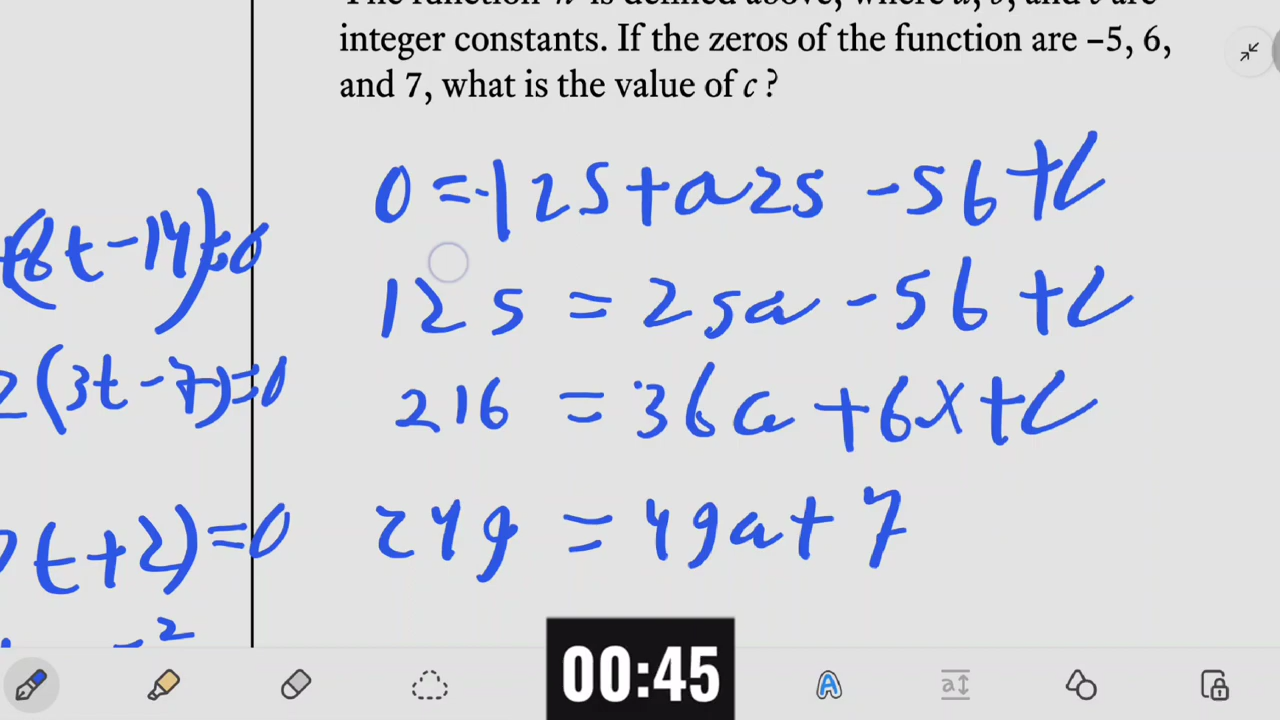 integer constants. If the zeros of the function are –5, 6,
and 7, what is the value of c ?
0 = -125 + a25 - 5b + c
125 = 25a - 5b + c
216 = 36a + 6x + c
249 = 49a + 7
8t - 14) = 0
2(3t - 7) = 0
(t + 2) = 0
2
00:45
A
a